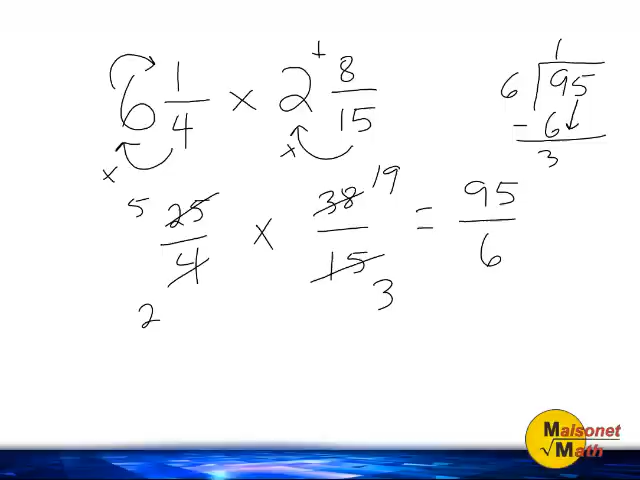 6 1/4 × 2 + 8/15
× ×
5 25/4 2 × 38/15 19 3 = 95/6
1
6 ) 95
- 6 ↓
3
Maisonet
√Math